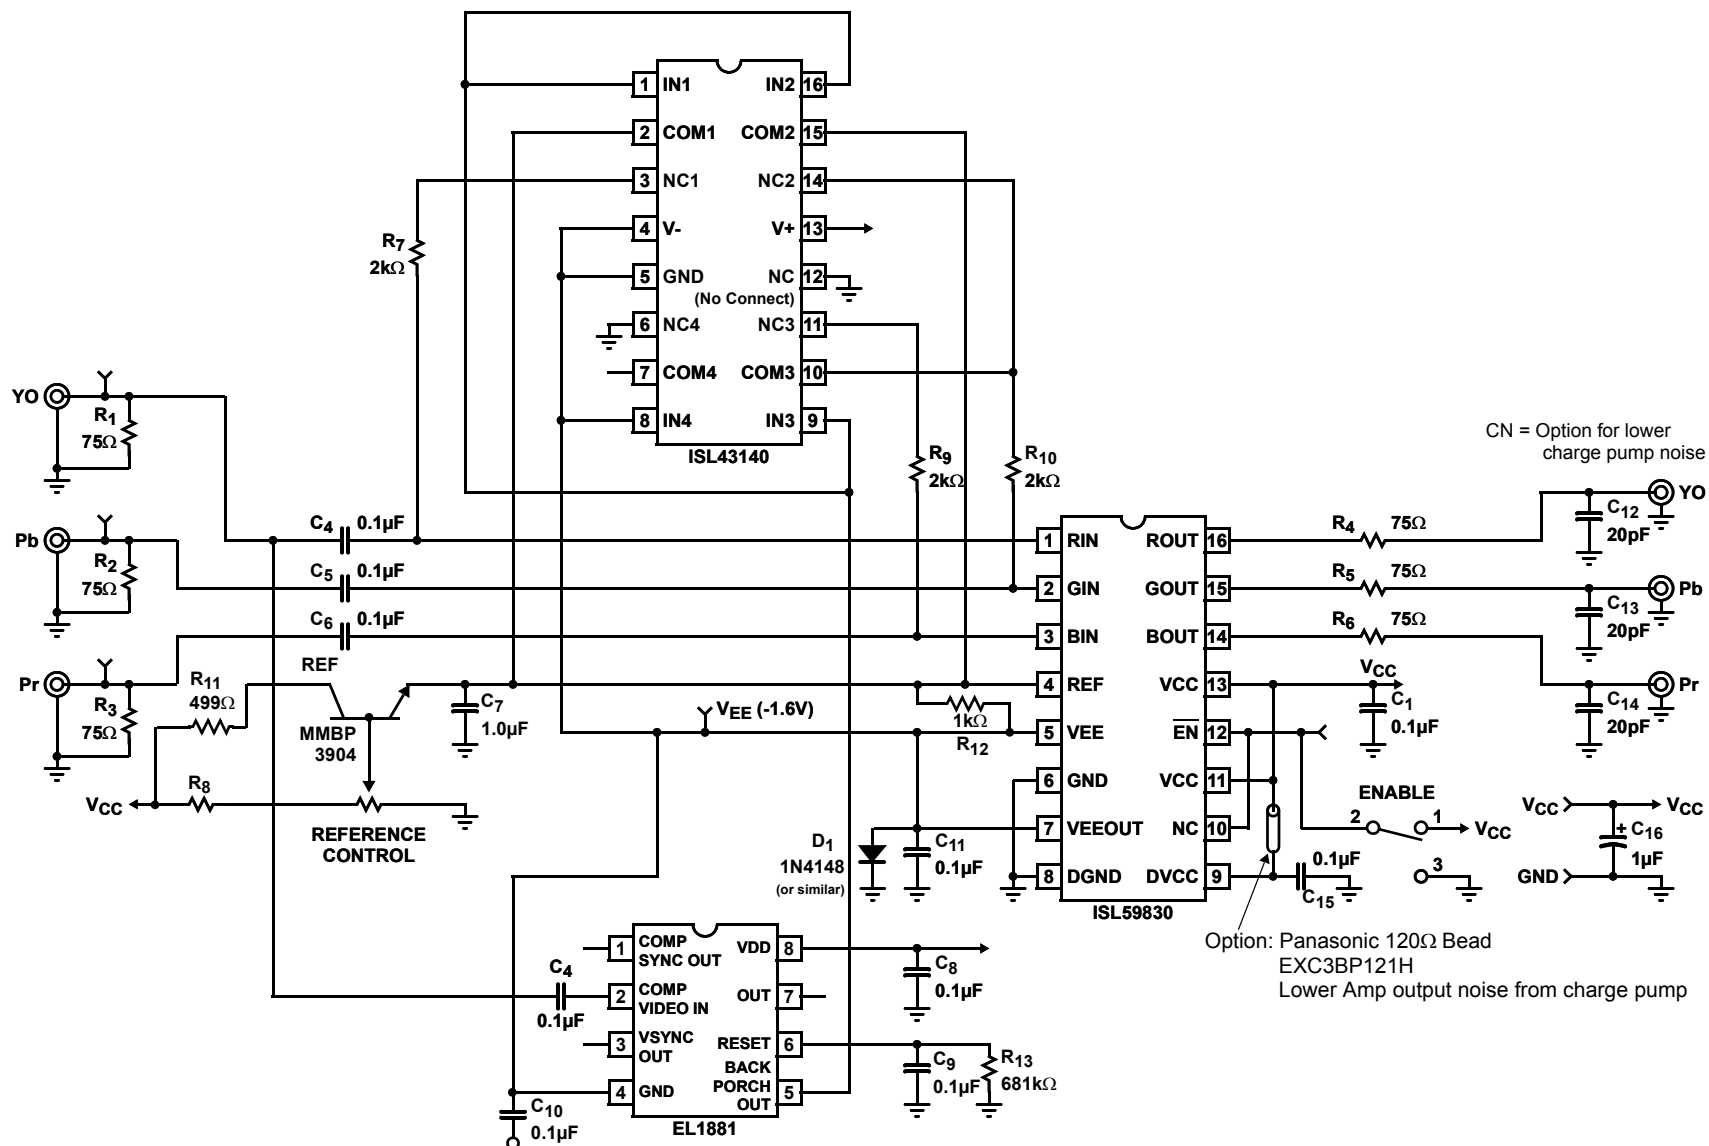 1 IN1 IN2 16
2 COM1 COM2 15
3 NC1 NC2 14
4 V- V+ 13
5 GND NC 12
(No Connect)
6 NC4 NC3 11
7 COM4 COM3 10
8 IN4 IN3 9
ISL43140
R7
2kΩ
YO
R1
75Ω
Pb
R2
75Ω
Pr
R3
75Ω
C4 0.1µF
C5 0.1µF
C6 0.1µF
R9
2kΩ
R10
2kΩ
REF
R11
499Ω
MMBP
3904
C7
1.0µF
VCC
R8
REFERENCE
CONTROL
VEE (-1.6V)
1kΩ
R12
D1
1N4148
(or similar)
C11
0.1µF
1 RIN ROUT 16
2 GIN GOUT 15
3 BIN BOUT 14
4 REF VCC 13
5 VEE EN 12
6 GND VCC 11
7 VEEOUT NC 10
8 DGND DVCC 9
ISL59830
CN = Option for lower
charge pump noise
R4 75Ω
R5 75Ω
R6 75Ω
C12
20pF
YO
C13
20pF
Pb
C14
20pF
Pr
VCC
C1
0.1µF
ENABLE
2 1 VCC
3
0.1µF
C15
VCC VCC
+ C16
1µF
GND
Option: Panasonic 120Ω Bead
EXC3BP121H
Lower Amp output noise from charge pump
1 COMP SYNC OUT VDD 8
2 COMP VIDEO IN OUT 7
3 VSYNC OUT RESET 6
4 GND BACK PORCH OUT 5
EL1881
C4
0.1µF
C8
0.1µF
C9
0.1µF
R13
681kΩ
C10
0.1µF